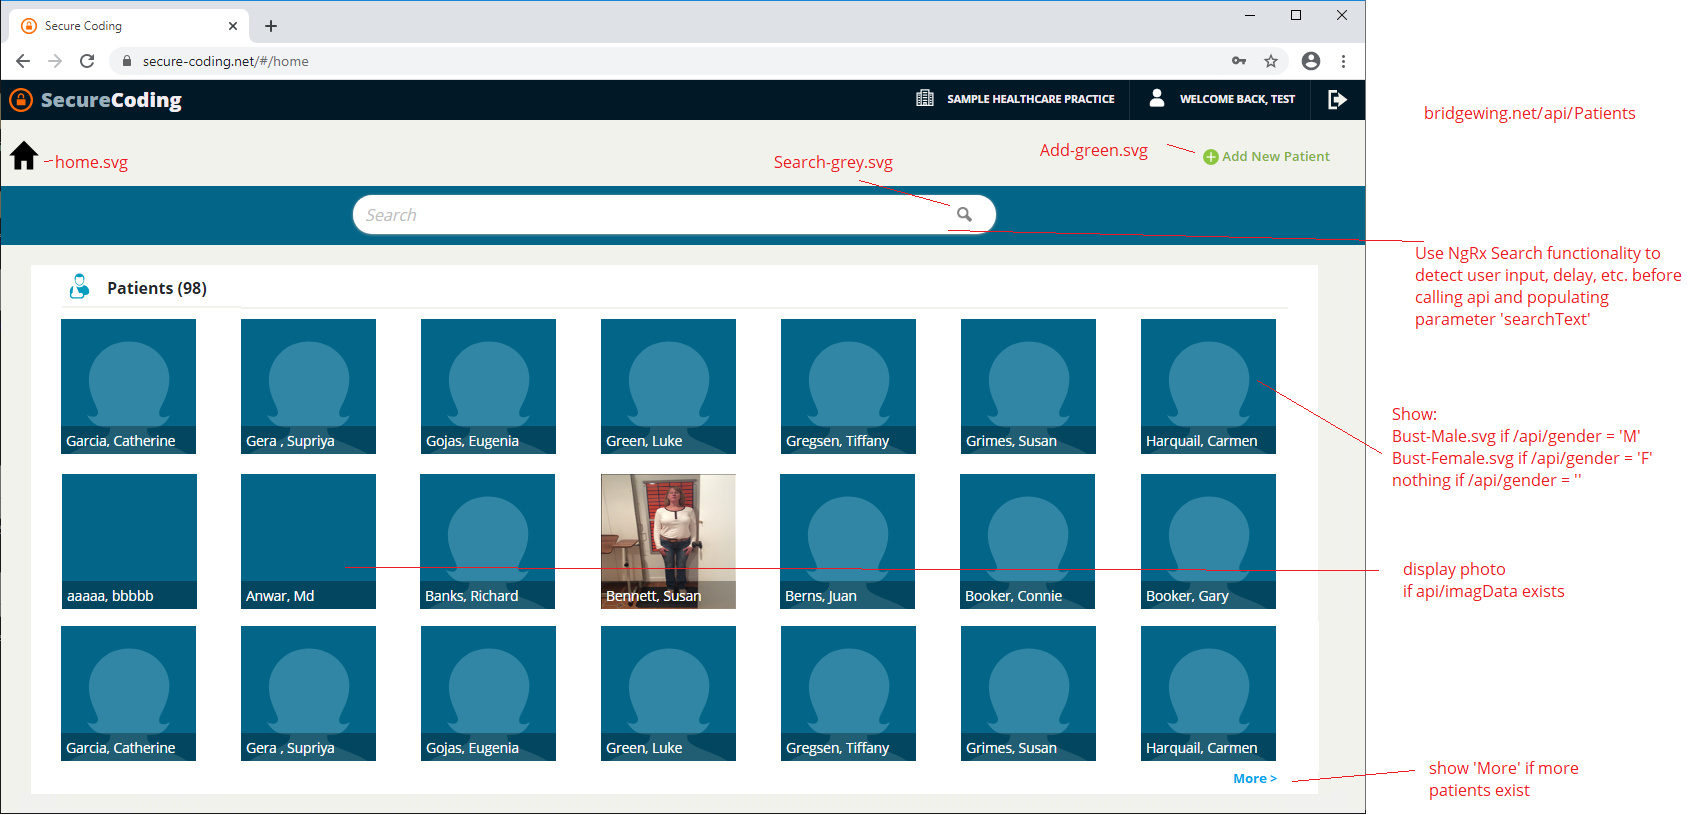 Secure Coding
secure-coding.net/#/home
SecureCoding
SAMPLE HEALTHCARE PRACTICE
WELCOME BACK, TEST
bridgewing.net/api/Patients
home.svg
Search-grey.svg
Add-green.svg
Add New Patient
Search
Use NgRx Search functionality to
detect user input, delay, etc. before
calling api and populating
parameter 'searchText'
Patients (98)
Garcia, Catherine
Gera , Supriya
Gojas, Eugenia
Green, Luke
Gregsen, Tiffany
Grimes, Susan
Harquail, Carmen
Show:
Bust-Male.svg if /api/gender = 'M'
Bust-Female.svg if /api/gender = 'F'
nothing if /api/gender = ''
aaaaa, bbbbb
Anwar, Md
Banks, Richard
Bennett, Susan
Berns, Juan
Booker, Connie
Booker, Gary
display photo
if api/imagData exists
Garcia, Catherine
Gera , Supriya
Gojas, Eugenia
Green, Luke
Gregsen, Tiffany
Grimes, Susan
Harquail, Carmen
More >
show 'More' if more
patients exist